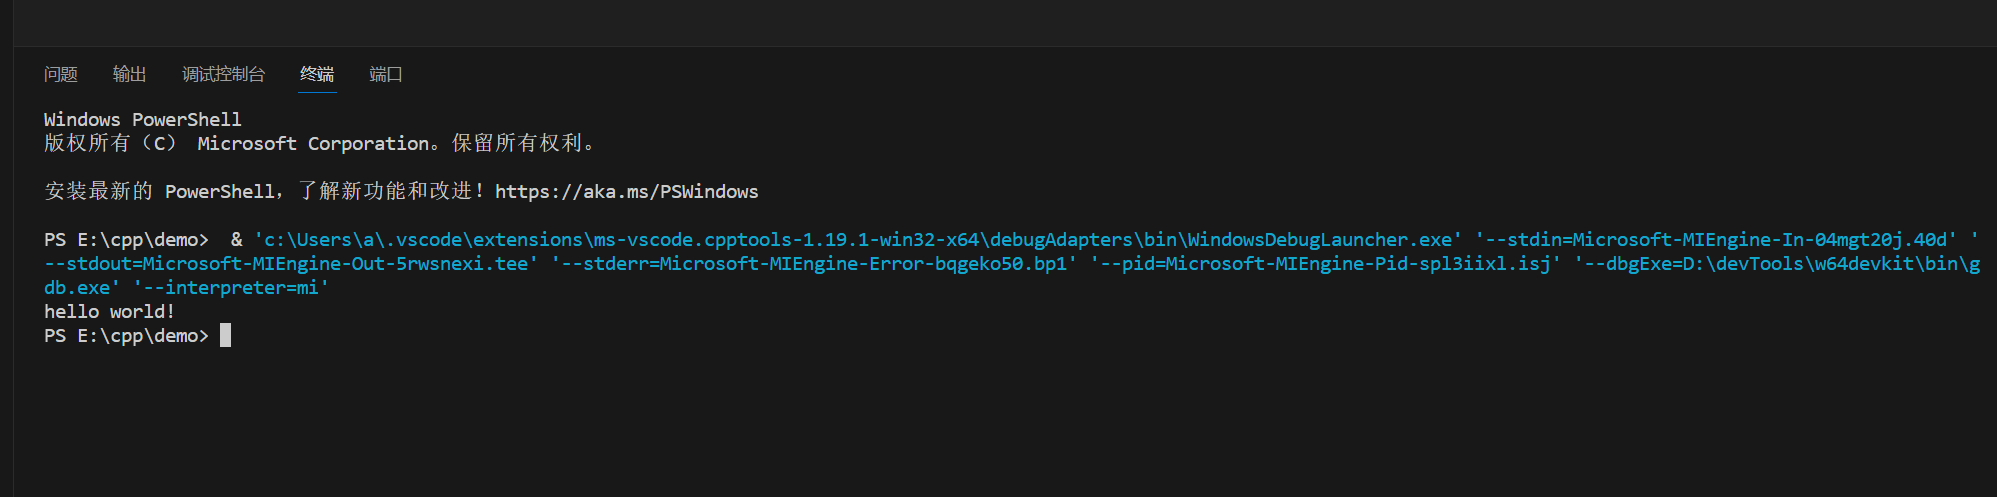 问题 输出 调试控制台 终端 端口
Windows PowerShell
版权所有（C） Microsoft Corporation。保留所有权利。
安装最新的 PowerShell，了解新功能和改进！https://aka.ms/PSWindows
PS E:\cpp\demo>  & 'c:\Users\a\.vscode\extensions\ms-vscode.cpptools-1.19.1-win32-x64\debugAdapters\bin\WindowsDebugLauncher.exe' '--stdin=Microsoft-MIEngine-In-04mgt20j.40d' '
--stdout=Microsoft-MIEngine-Out-5rwsnexi.tee' '--stderr=Microsoft-MIEngine-Error-bqgeko50.bp1' '--pid=Microsoft-MIEngine-Pid-spl3iixl.isj' '--dbgExe=D:\devTools\w64devkit\bin\g
db.exe' '--interpreter=mi'
hello world!
PS E:\cpp\demo>